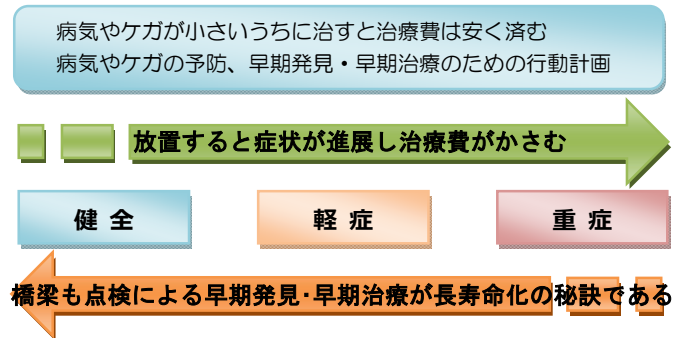 病気やケガが小さいうちに治すと治療費は安く済む
病気やケガの予防、早期発見・早期治療のための行動計画
放置すると症状が進展し治療費がかさむ
健 全
軽 症
重 症
橋梁も点検による早期発見・早期治療が長寿命化の秘訣である